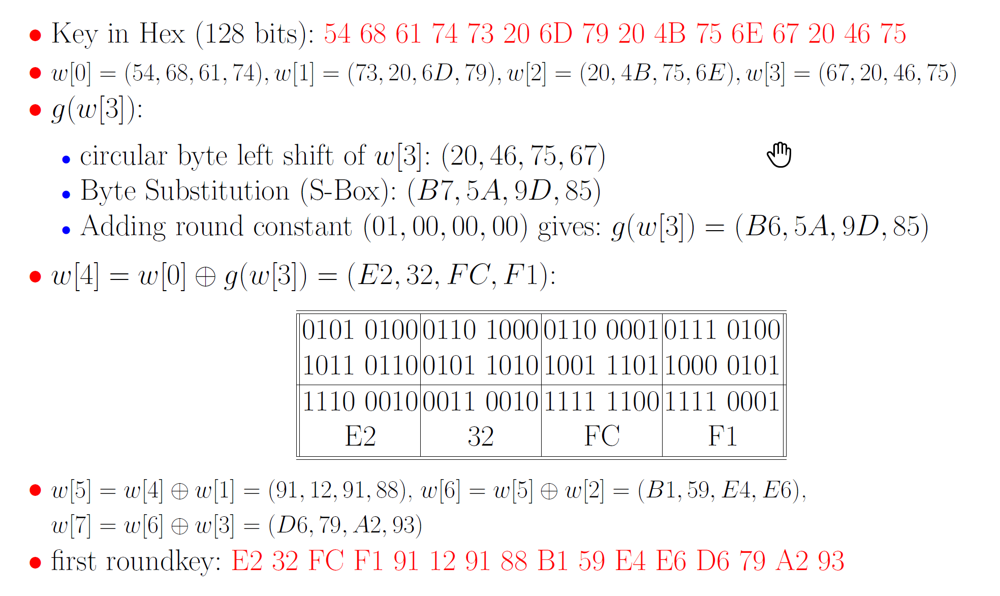 • Key in Hex (128 bits): 54 68 61 74 73 20 6D 79 20 4B 75 6E 67 20 46 75
• w[0] = (54, 68, 61, 74), w[1] = (73, 20, 6D, 79), w[2] = (20, 4B, 75, 6E), w[3] = (67, 20, 46, 75)
• g(w[3]):
• circular byte left shift of w[3]: (20, 46, 75, 67)
• Byte Substitution (S-Box): (B7, 5A, 9D, 85)
• Adding round constant (01, 00, 00, 00) gives: g(w[3]) = (B6, 5A, 9D, 85)
• w[4] = w[0] ⊕ g(w[3]) = (E2, 32, FC, F1):
0101 0100 0110 1000 0110 0001 0111 0100
1011 0110 0101 1010 1001 1101 1000 0101
1110 0010 0011 0010 1111 1100 1111 0001
E2 32 FC F1
• w[5] = w[4] ⊕ w[1] = (91, 12, 91, 88), w[6] = w[5] ⊕ w[2] = (B1, 59, E4, E6),
w[7] = w[6] ⊕ w[3] = (D6, 79, A2, 93)
• first roundkey: E2 32 FC F1 91 12 91 88 B1 59 E4 E6 D6 79 A2 93